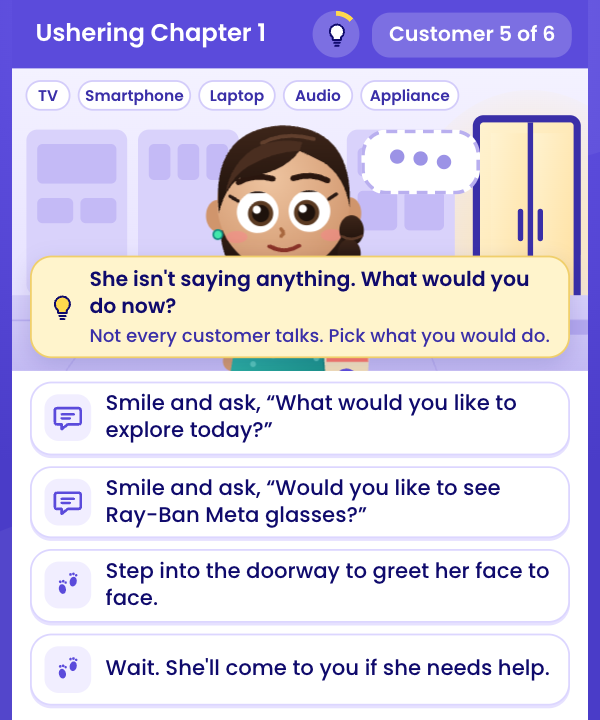 Ushering Chapter 1
Customer 5 of 6
TV
Smartphone
Laptop
Audio
Appliance
She isn't saying anything. What would you
do now?
Not every customer talks. Pick what you would do.
Smile and ask, “What would you like to
explore today?”
Smile and ask, “Would you like to see
Ray-Ban Meta glasses?”
Step into the doorway to greet her face to
face.
Wait. She'll come to you if she needs help.